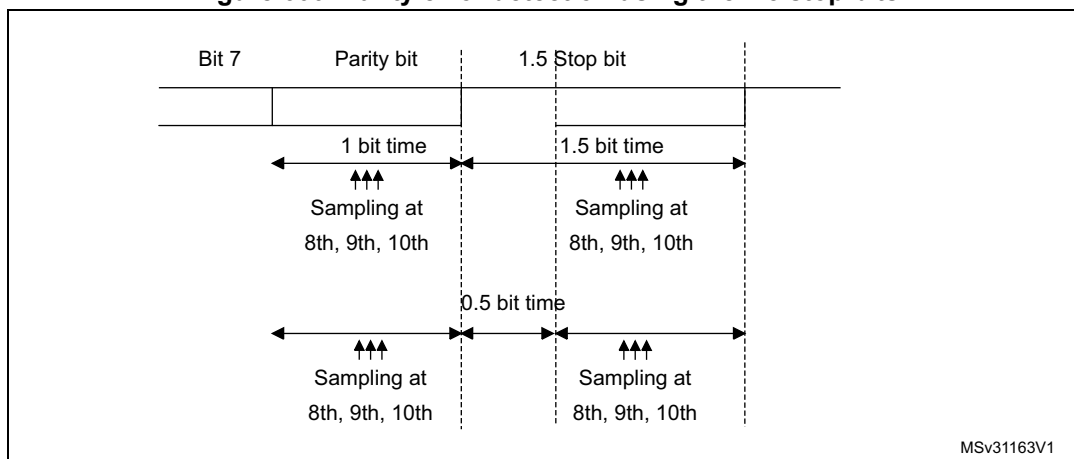 Bit 7 Parity bit 1.5 Stop bit
1 bit time 1.5 bit time
Sampling at Sampling at
8th, 9th, 10th 8th, 9th, 10th
0.5 bit time
Sampling at Sampling at
8th, 9th, 10th 8th, 9th, 10th
MSv31163V1